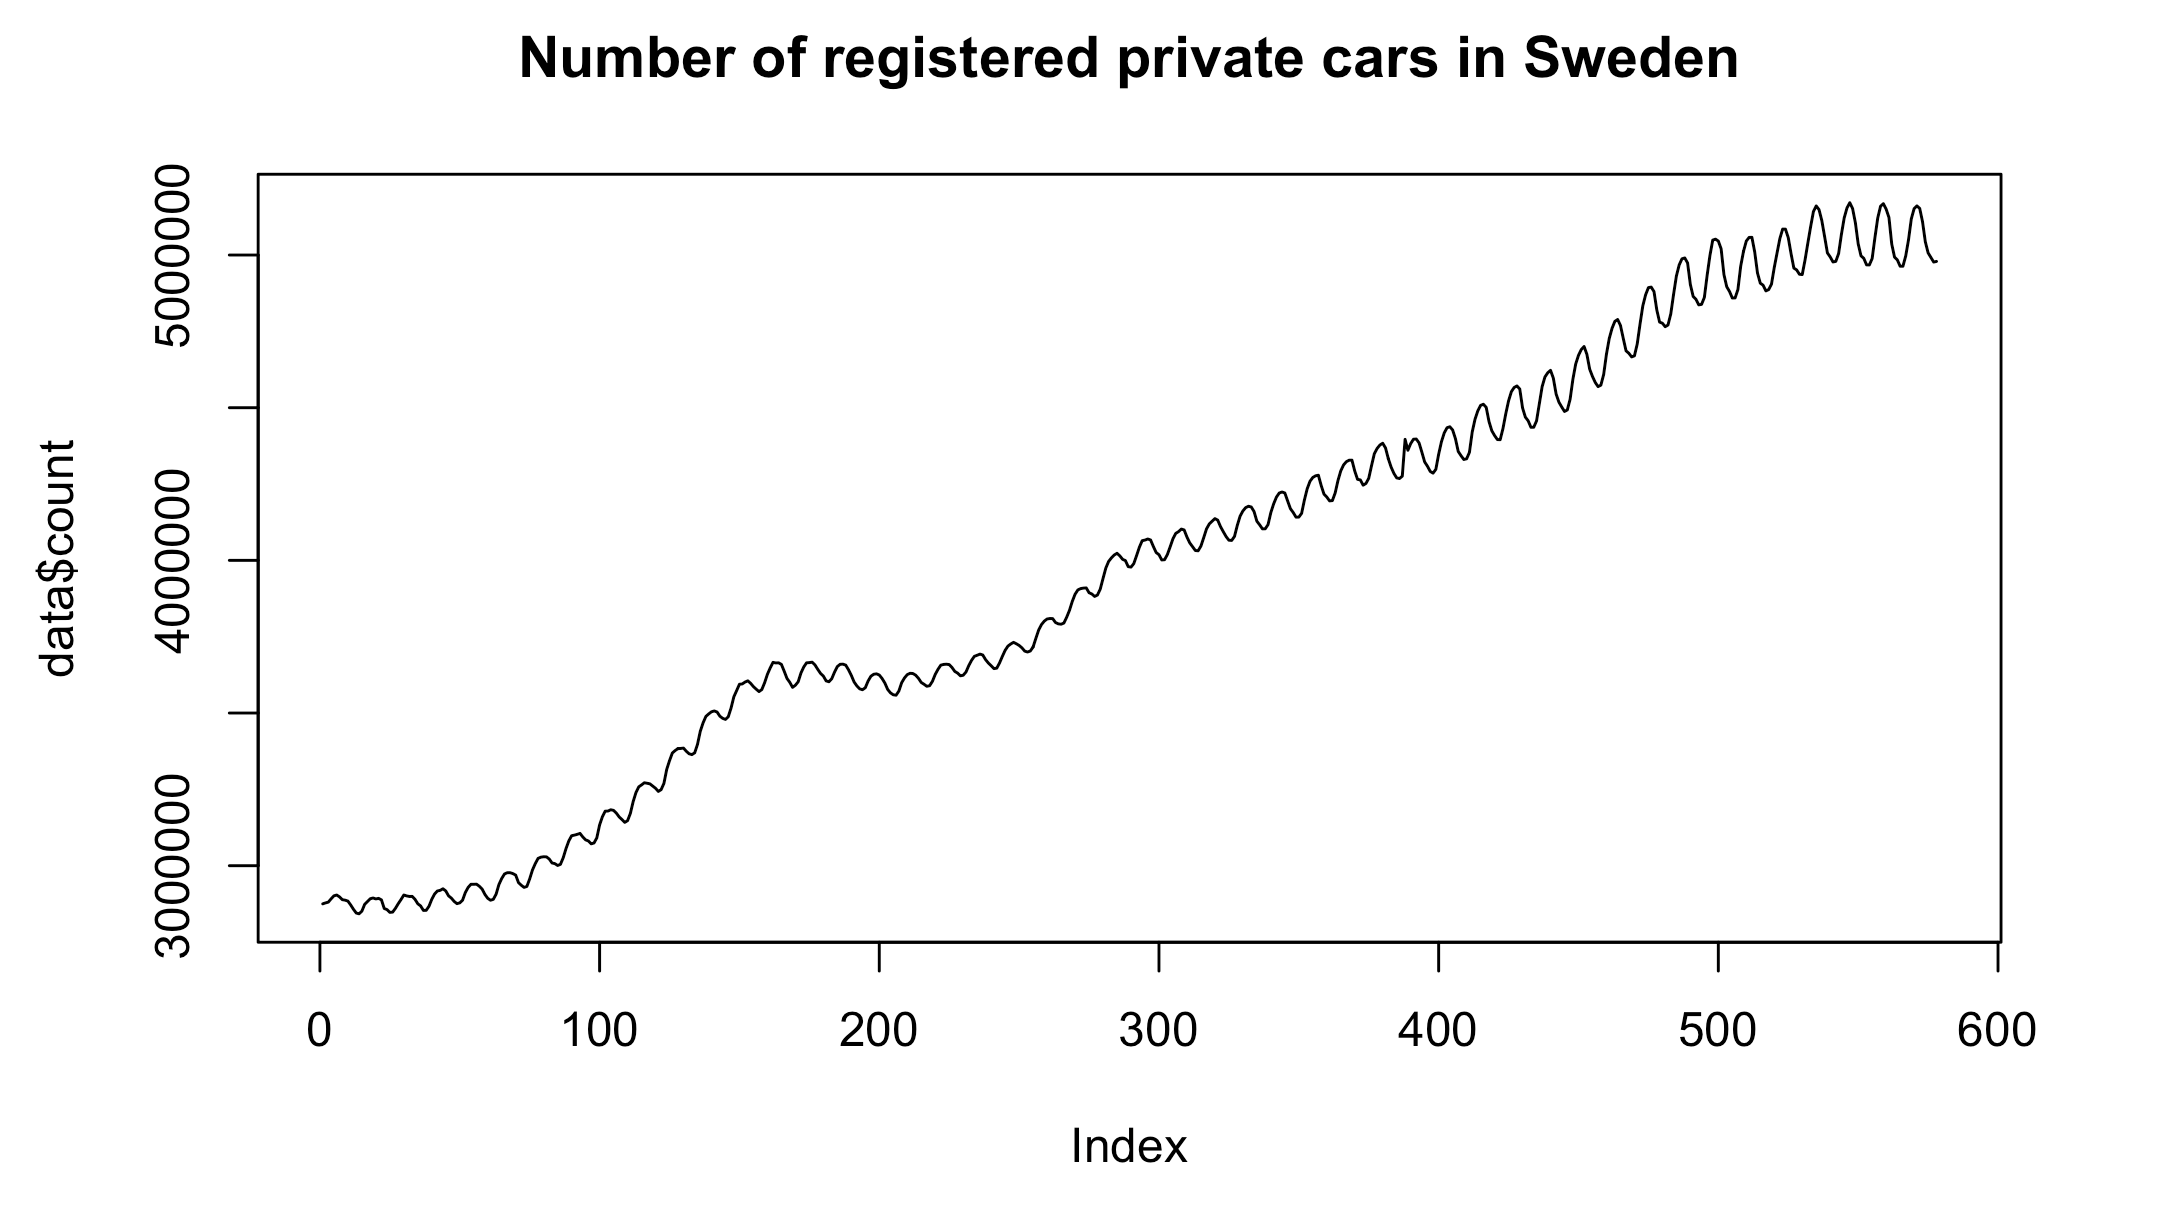 Number of registered private cars in Sweden
data$count
5000000
4000000
3000000
0 100 200 300 400 500 600
Index